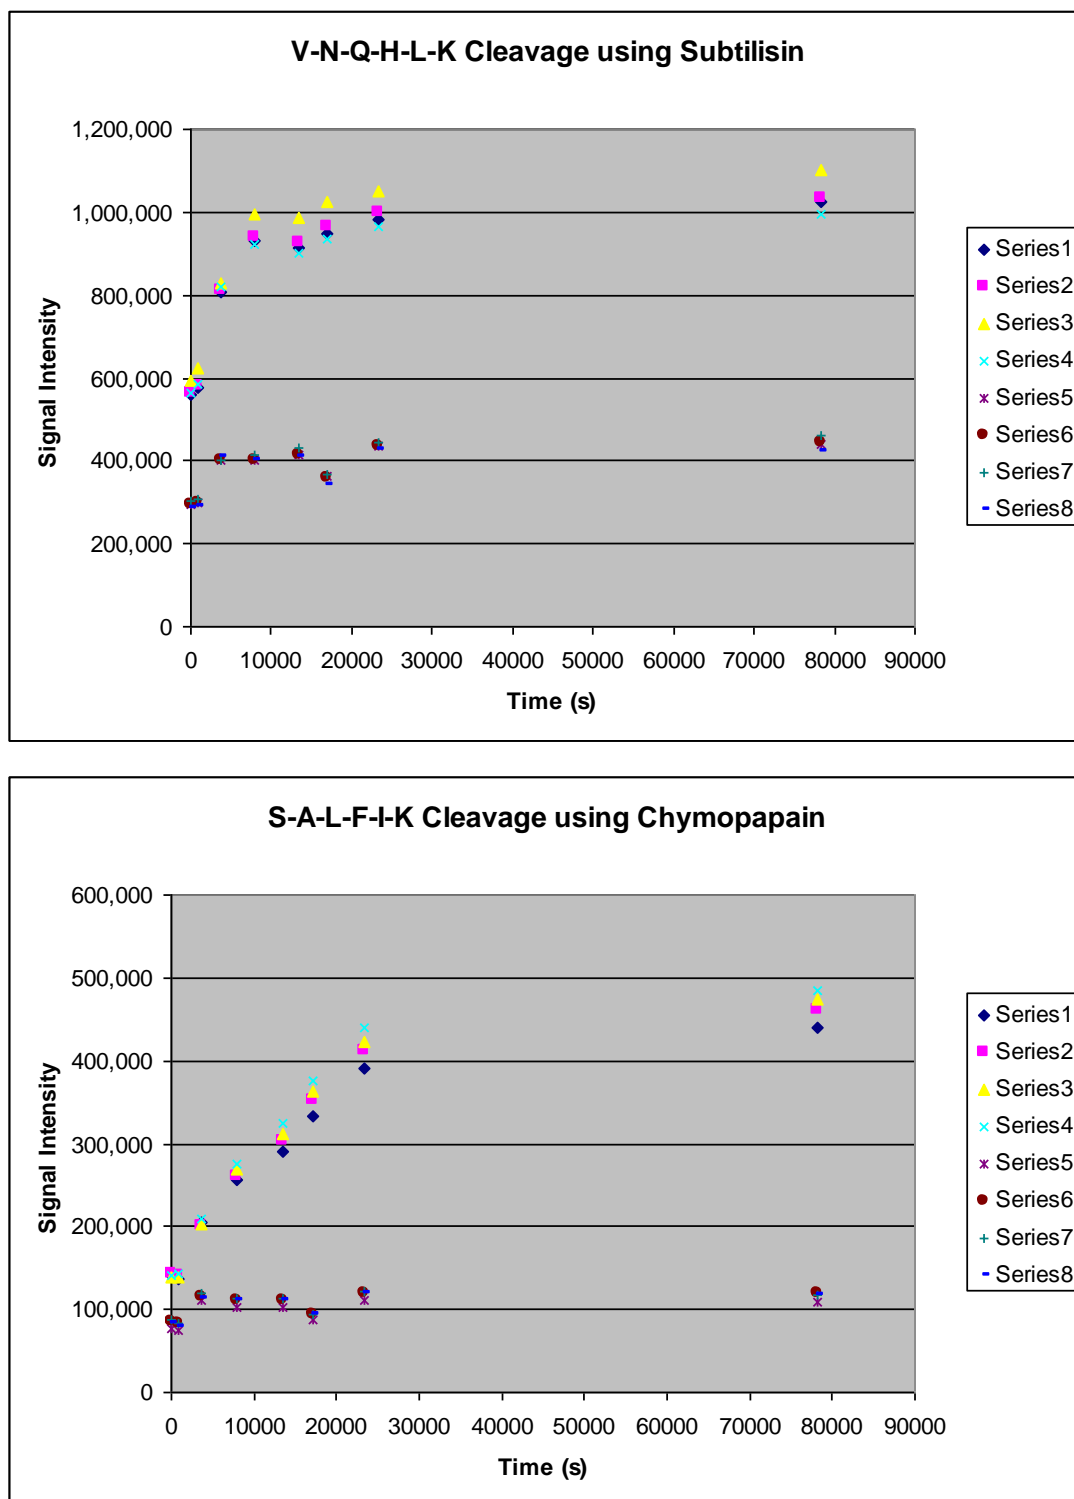 V-N-Q-H-L-K Cleavage using Subtilisin
1,200,000
1,000,000
800,000
600,000
400,000
200,000
0
Signal Intensity
0 10000 20000 30000 40000 50000 60000 70000 80000 90000
Time (s)
Series1
Series2
Series3
Series4
Series5
Series6
Series7
Series8
S-A-L-F-I-K Cleavage using Chymopapain
600,000
500,000
400,000
300,000
200,000
100,000
0
Signal Intensity
0 10000 20000 30000 40000 50000 60000 70000 80000 90000
Time (s)
Series1
Series2
Series3
Series4
Series5
Series6
Series7
Series8